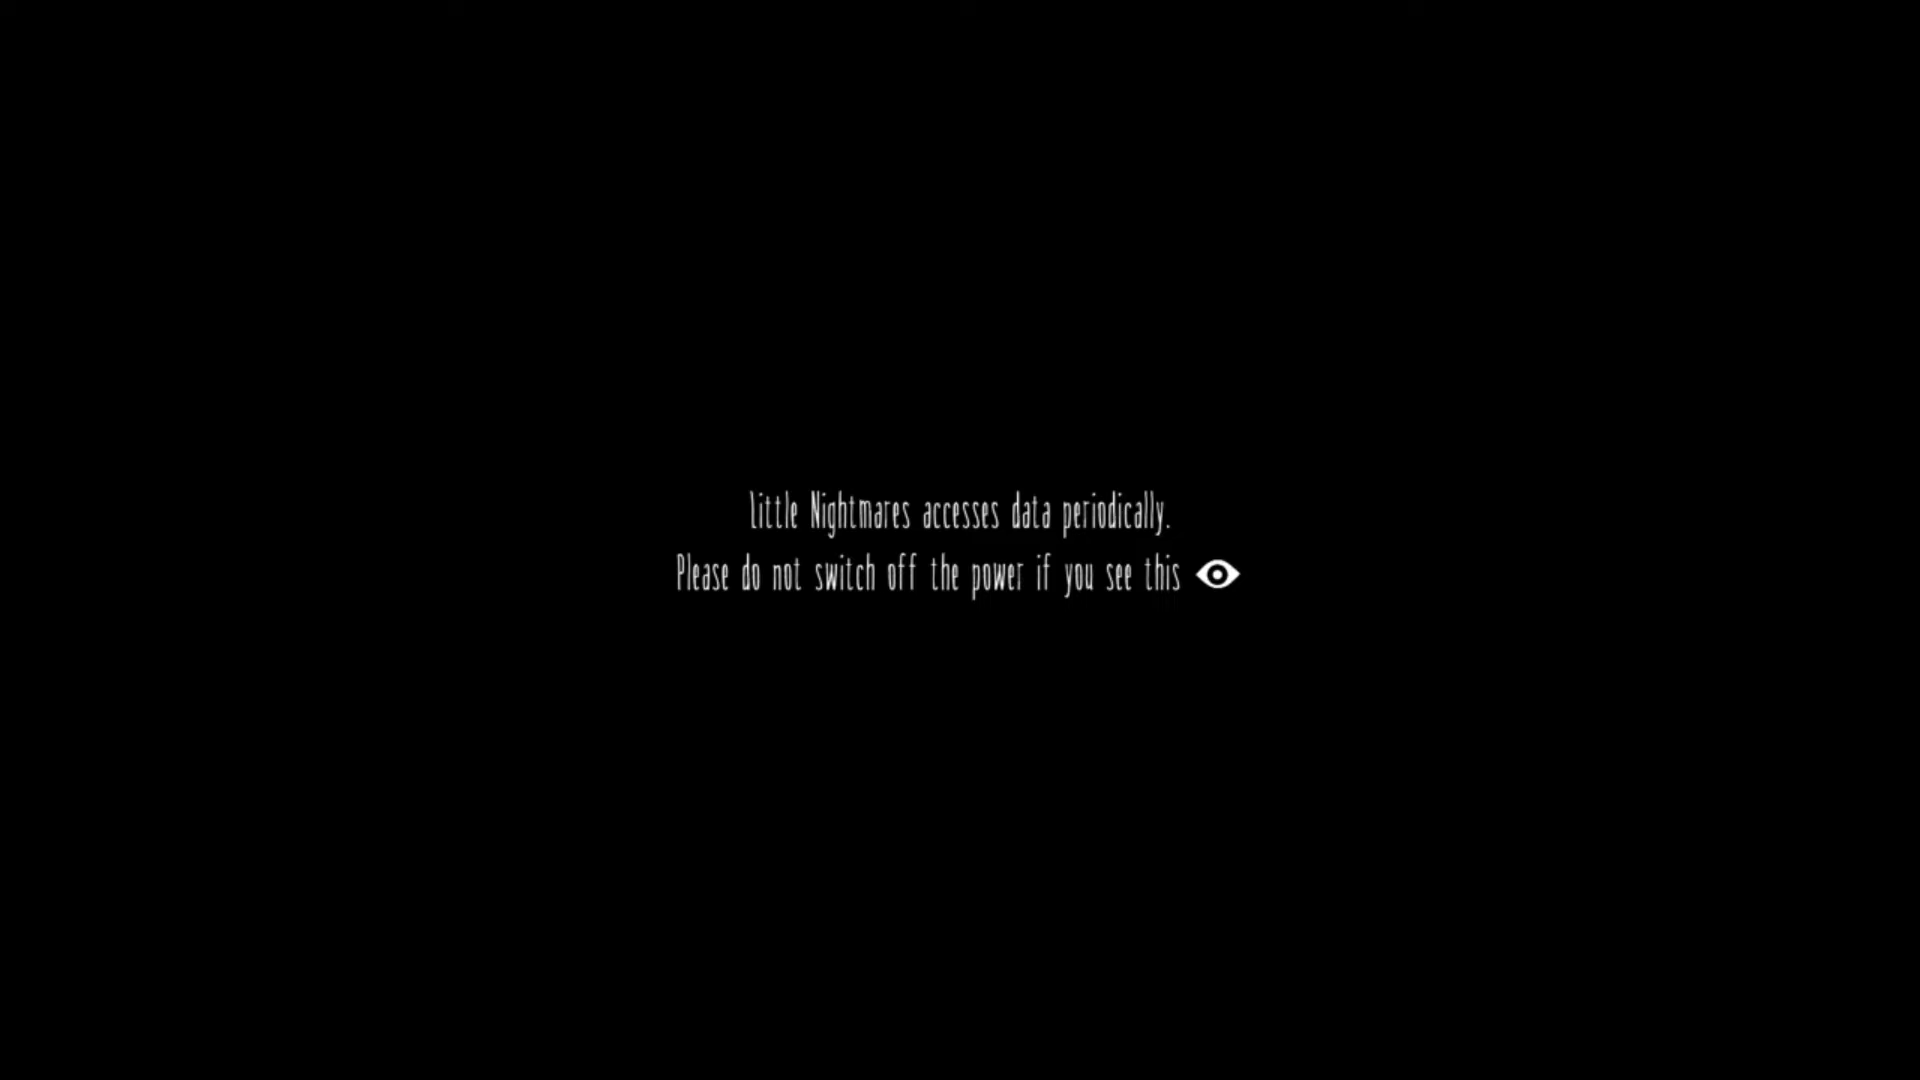 Little Nightmares accesses data periodically.
Please do not switch off the power if you see this